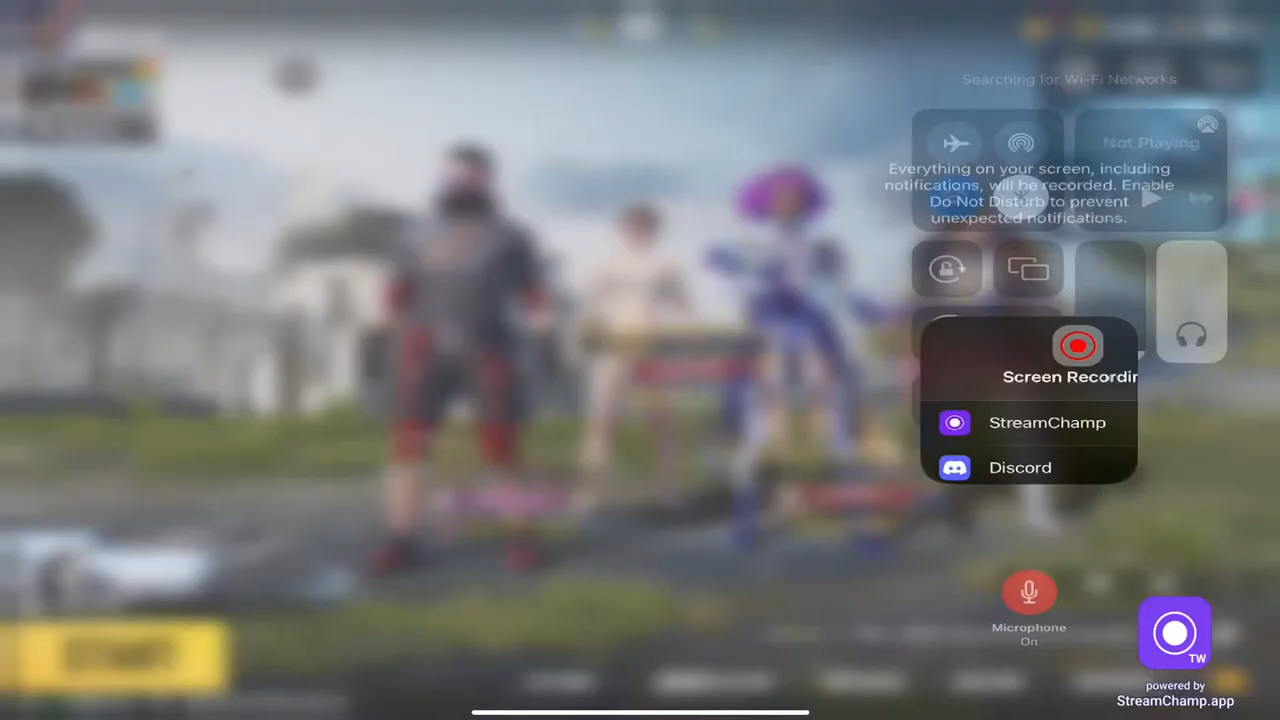 Searching for Wi-Fi Networks
Not Playing
Everything on your screen, including
notifications, will be recorded. Enable
Do Not Disturb to prevent
unexpected notifications.
Screen Recordin
StreamChamp
Discord
Microphone
On
TW
powered by
StreamChamp.app